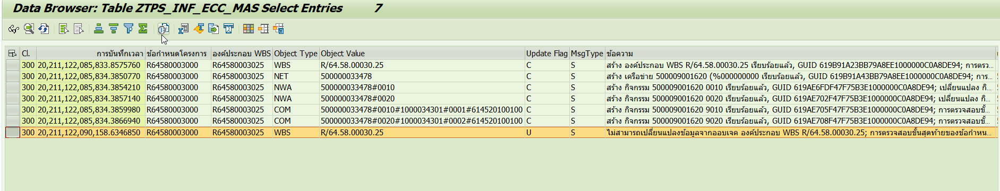 Data Browser: Table ZTPS_INF_ECC_MAS Select Entries 7
Cl. การบันทึกเวลา ข้อกำหนดโครงการ องค์ประกอบ WBS Object Type Object Value Update Flag MsgType ข้อความ
300 20,211,122,085,833.8575760 R64580003000 R64580003025 WBS R/64.58.00030.25 C S สร้าง องค์ประกอบ WBS R/64.58.00030.25 เรียบร้อยแล้ว, GUID 619B91A23BB79A8EE1000000C0A8DE94; การตรว...
300 20,211,122,085,834.3850770 R64580003000 R64580003025 NET 500000033478 C S สร้าง เครือข่าย 500009001620 (%000000000 เรียบร้อยแล้ว, GUID 619B91A43BB79A8EE1000000C0A8DE94; การ...
300 20,211,122,085,834.3854210 R64580003000 R64580003025 NWA 500000033478#0010 C S สร้าง กิจกรรม 500009001620 0010 เรียบร้อยแล้ว, GUID 619AE6FDF47F75B3E1000000C0A8DE94; เปลี่ยนแปลง กิ...
300 20,211,122,085,834.3857140 R64580003000 R64580003025 NWA 500000033478#0020 C S สร้าง กิจกรรม 500009001620 0020 เรียบร้อยแล้ว, GUID 619AE702F47F75B3E1000000C0A8DE94; เปลี่ยนแปลง กิ...
300 20,211,122,085,834.3859980 R64580003000 R64580003025 COM 500000033478#0010#1000034301#0001#614520100100 C S สร้าง กิจกรรม 500009001620 9010 เรียบร้อยแล้ว, GUID 619AE705F47F75B3E1000000C0A8DE94; การตรวจสอบขั้...
300 20,211,122,085,834.3866940 R64580003000 R64580003025 COM 500000033478#0020#1000034301#0002#614520100100 C S สร้าง กิจกรรม 500009001620 9020 เรียบร้อยแล้ว, GUID 619AE708F47F75B3E1000000C0A8DE94; การตรวจสอบขั้...
300 20,211,122,090,158.6346850 R64580003000 R64580003025 WBS R/64.58.00030.25 U S ไม่สามารถเปลี่ยนแปลงข้อมูลจากออบเจค องค์ประกอบ WBS R/64.58.00030.25; การตรวจสอบขั้นสุดท้ายของข้อกำหน...